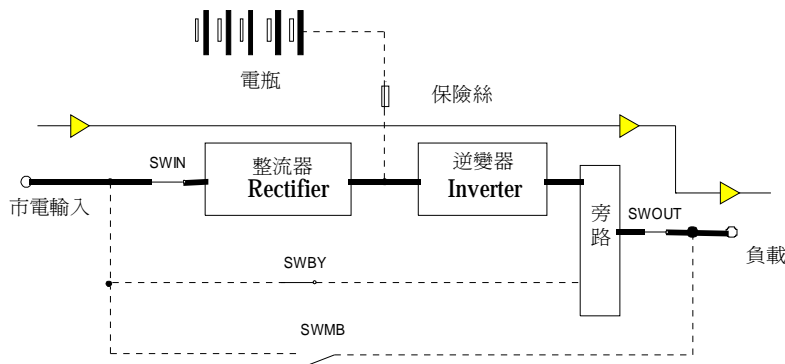 電瓶
保險絲
SWIN
整流器
Rectifier
逆變器
Inverter
市電輸入
旁路
SWOUT
負載
SWBY
SWMB